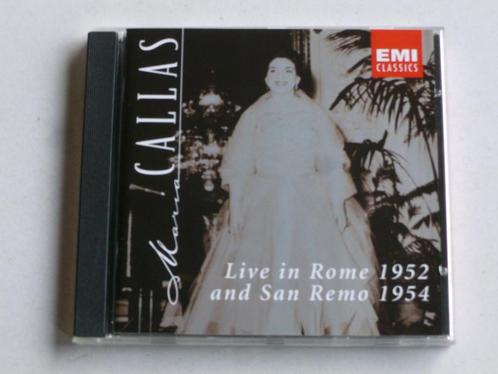 Maria CALLAS
EMI
CLASSICS
Live in Rome 1952
and San Remo 1954